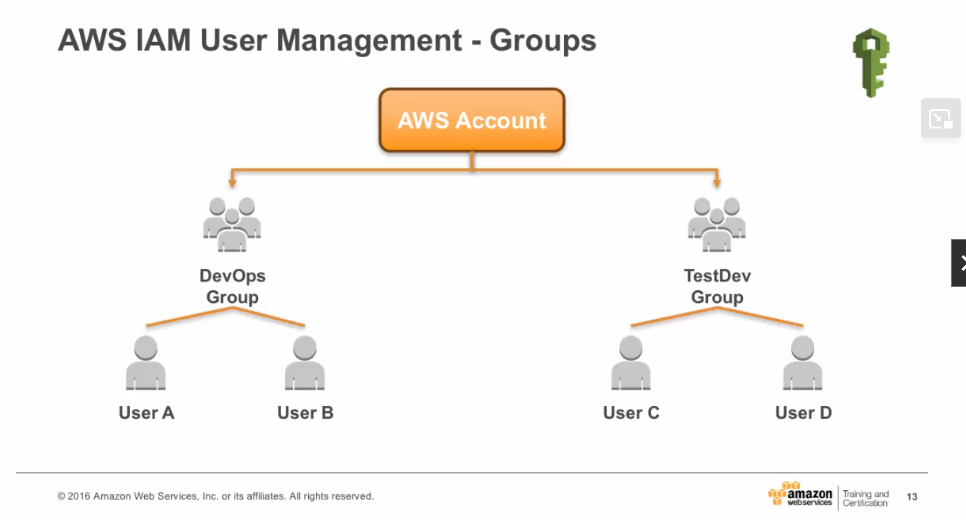 AWS IAM User Management - Groups
AWS Account
DevOps
Group
TestDev
Group
User A
User B
User C
User D
© 2016 Amazon Web Services, Inc. or its affiliates. All rights reserved.
amazon
webservices
Training and
Certification
13